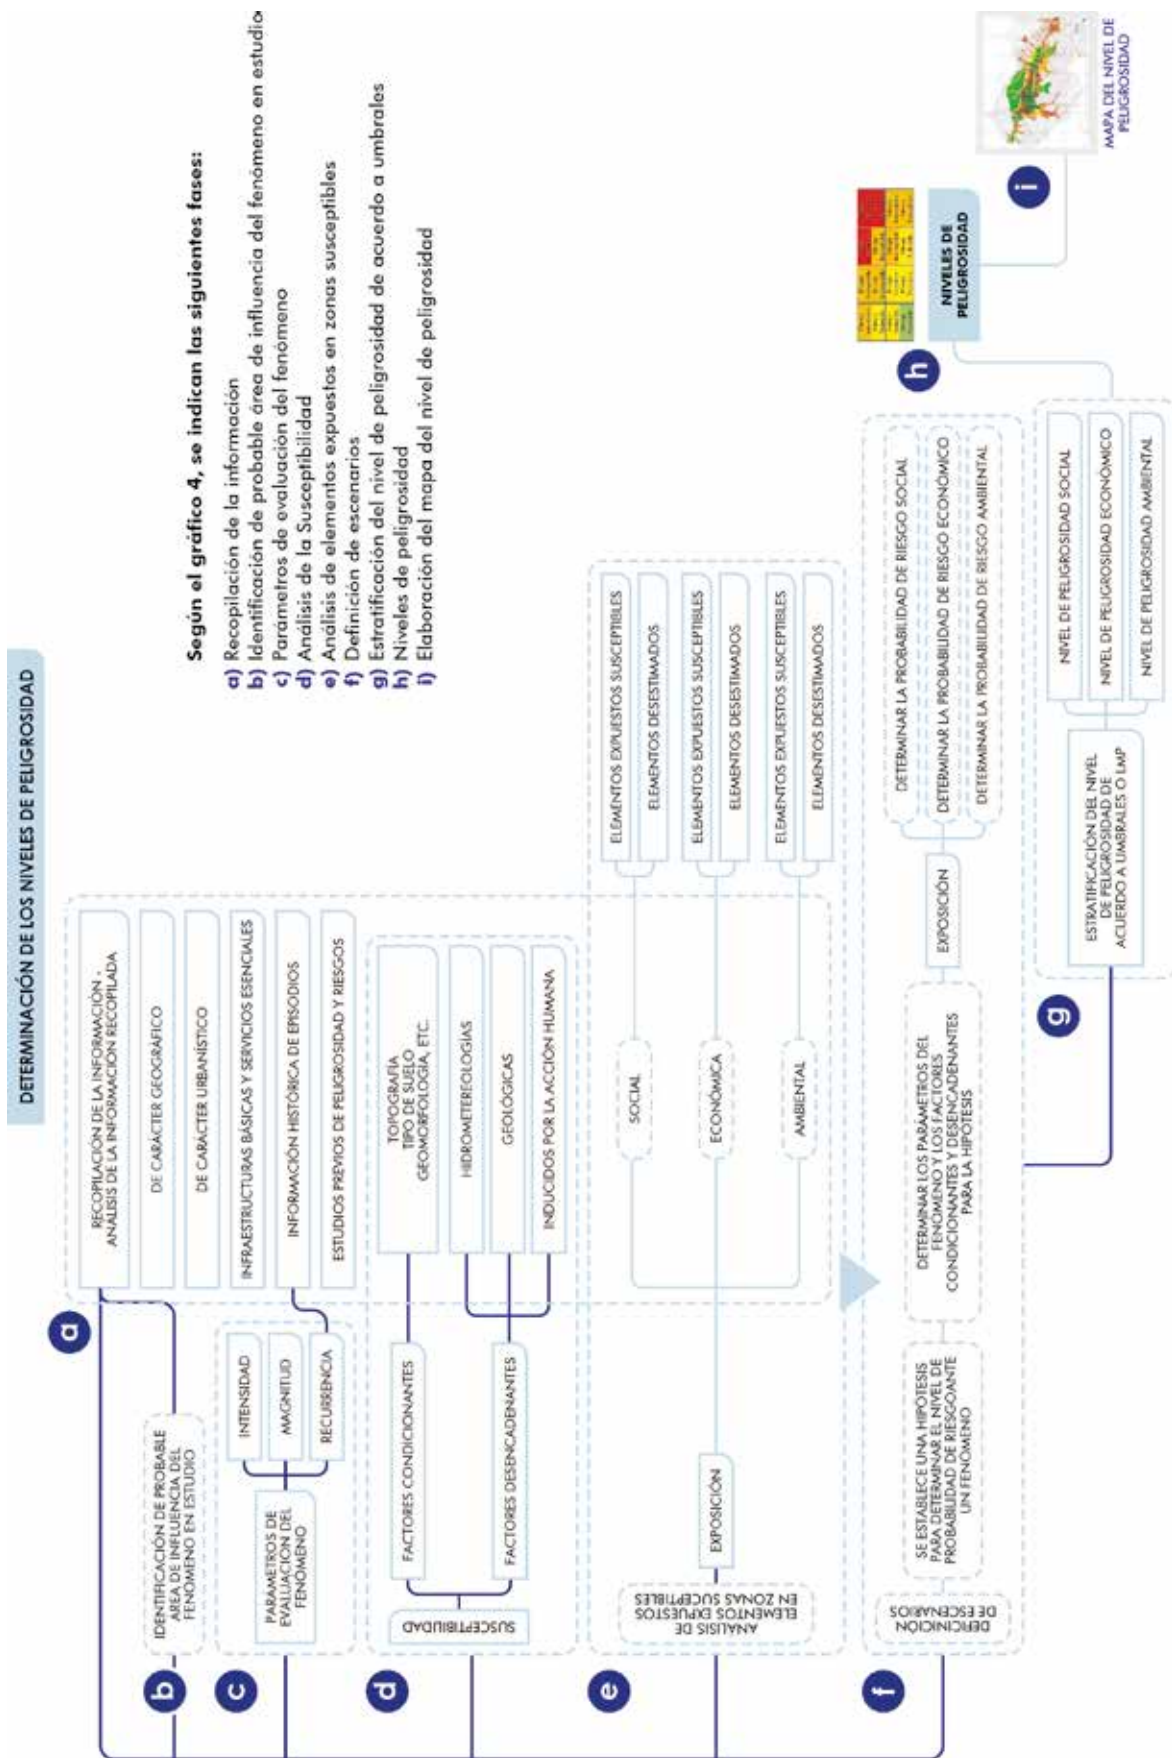 DETERMINACIÓN DE LOS NIVELES DE PELIGROSIDAD
Según el gráfico 4, se indican las siguientes fases:
a) Recopilación de la información
b) Identificación de probable área de influencia del fenómeno en estudio
c) Parámetros de evaluación del fenómeno
d) Análisis de la Susceptibilidad
e) Análisis de elementos expuestos en zonas susceptibles
f) Definición de escenarios
g) Estratificación del nivel de peligrosidad de acuerdo a umbrales
h) Niveles de peligrosidad
i) Elaboración del mapa del nivel de peligrosidad
a
RECOPILACIÓN DE LA INFORMACIÓN -
ANÁLISIS DE LA INFORMACIÓN RECOPILADA
DE CARÁCTER GEOGRÁFICO
DE CARÁCTER URBANÍSTICO
INFRAESTRUCTURAS BÁSICAS Y SERVICIOS ESENCIALES
INFORMACIÓN HISTÓRICA DE EPISODIOS
ESTUDIOS PREVIOS DE PELIGROSIDAD Y RIESGOS
b
IDENTIFICACIÓN DE PROBABLE
ÁREA DE INFLUENCIA DEL
FENÓMENO EN ESTUDIO
c
PARÁMETROS DE
EVALUACIÓN DEL
FENÓMENO
INTENSIDAD
MAGNITUD
RECURRENCIA
d
SUSCEPTIBILIDAD
FACTORES CONDICIONANTES
FACTORES DESENCADENANTES
TOPOGRAFÍA
TIPO DE SUELO
GEOMORFOLOGÍA, ETC.
HIDROMETEREOLOGÍAS
GEOLÓGICAS
INDUCIDOS POR LA ACCIÓN HUMANA
e
ANÁLISIS DE
ELEMENTOS EXPUESTOS
EN ZONAS SUCEPTIBLES
EXPOSICIÓN
SOCIAL
ECONÓMICA
AMBIENTAL
ELEMENTOS EXPUESTOS SUSCEPTIBLES
ELEMENTOS DESESTIMADOS
ELEMENTOS EXPUESTOS SUSCEPTIBLES
ELEMENTOS DESESTIMADOS
ELEMENTOS EXPUESTOS SUSCEPTIBLES
ELEMENTOS DESESTIMADOS
f
DEFICINICIÓN
DE ESCENARIOS
SE ESTABLECE UNA HIPÓTESIS
PARA DETERMINAR EL NIVEL DE
PROBABILIDAD DE RIESGOANTE
UN FENÓMENO
DETERMINAR LOS PARÁMETROS DEL
FENÓMENO Y LOS FACTORES
CONDICIONANTES Y DESENCADENANTES
PARA LA HIPÓTESIS
EXPOSICIÓN
DETERMINAR LA PROBABILIDAD DE RIESGO SOCIAL
DETERMINAR LA PROBABILIDAD DE RIESGO ECONÓMICO
DETERMINAR LA PROBABILIDAD DE RIESGO AMBIENTAL
g
ESTRATIFICACIÓN DEL NIVEL
DE PELIGROSIDAD DE
ACUERDO A UMBRALES O LMP
NIVEL DE PELIGROSIDAD SOCIAL
NIVEL DE PELIGROSIDAD ECONÓMICO
NIVEL DE PELIGROSIDAD AMBIENTAL
h
NIVELES DE
PELIGROSIDAD
i
MAPA DEL NIVEL DE
PELIGROSIDAD